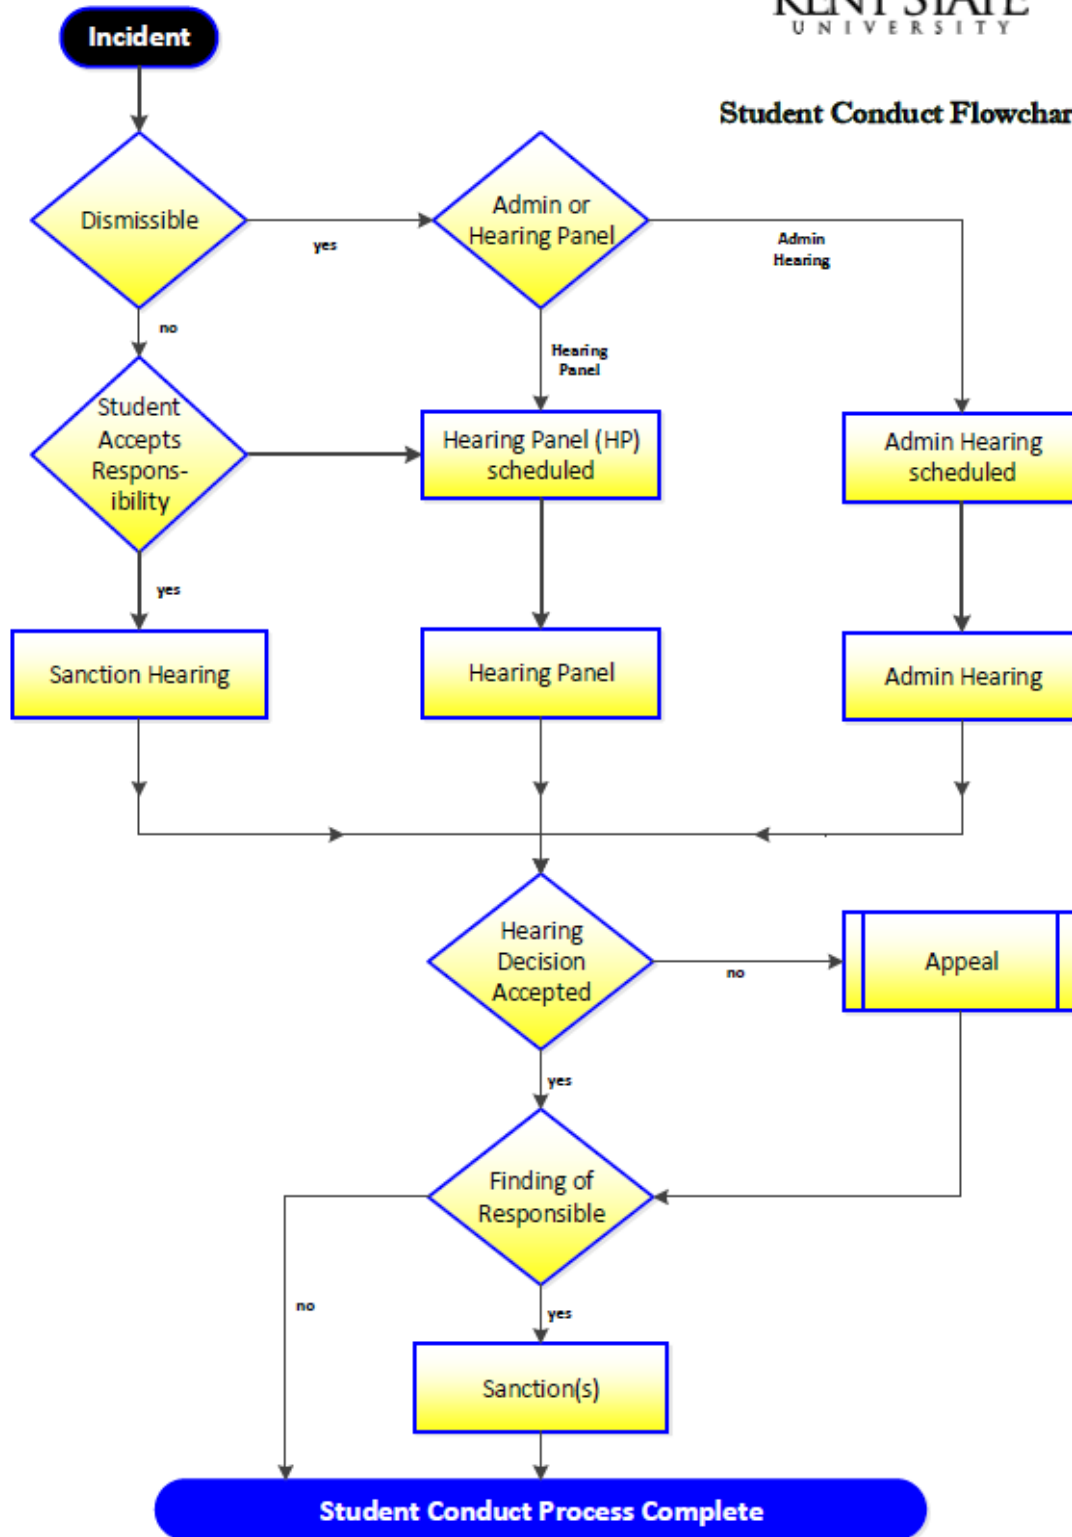 Incident
KENT STATE
UNIVERSITY
Student Conduct Flowchar
Dismissible
yes
Admin or
Hearing Panel
Admin
Hearing
no
Hearing
Panel
Student
Accepts
Respons-
ibility
Hearing Panel (HP)
scheduled
Admin Hearing
scheduled
yes
Sanction Hearing
Hearing Panel
Admin Hearing
Hearing
Decision
Accepted
no
Appeal
yes
Finding of
Responsible
no
yes
Sanction(s)
Student Conduct Process Complete